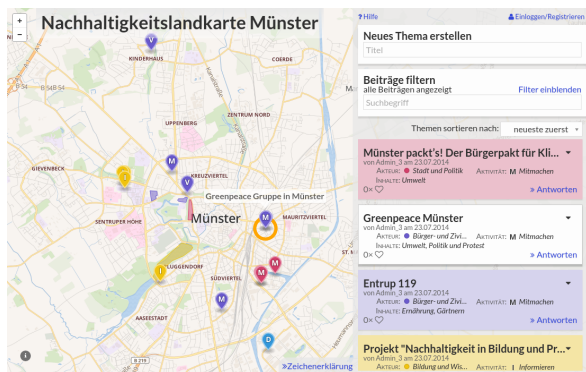 Nachhaltigkeitslandkarte Münster
+
−
KINDERHAUS
COERDE
Kanalstraße
B 54
B 54
UPPENBERG
ZENTRUM NORD
GIEVENBECK
M
KREUZVIERTEL
V
V
Greenpeace Gruppe in Münster
Münster
M
MAURITZVIERTEL
SENTRUPER HÖHE
I
PLUGGENDORF
M
M
SÜDVIERTEL
M
AASEESTADT
D
B 219
i
»Zeichenerklärung
? Hilfe
Einloggen/Registrieren
Neues Thema erstellen
Titel
Beiträge filtern
alle Beiträgen angezeigt
Filter einblenden
Suchbegriff
Themen sortieren nach:
neueste zuerst
Münster packt's! Der Bürgerpakt für Kli...
von Admin_3 am 23.07.2014
Akteur: Stadt und Politik Aktivität: M Mitmachen
Inhalte: Umwelt
0×
» Antworten
Greenpeace Münster
von Admin_3 am 23.07.2014
Akteur: Bürger- und Zivi... Aktivität: M Mitmachen
Inhalte: Umwelt, Politik und Protest
0×
» Antworten
Entrup 119
von Admin_3 am 23.07.2014
Akteur: Bürger- und Zivi... Aktivität: M Mitmachen
Inhalte: Ernährung, Gärtnern
0×
» Antworten
Projekt "Nachhaltigkeit in Bildung und Pr...
von Admin_3 am 23.07.2014
Akteur: Bildung und Wis... Aktivität: I Informieren